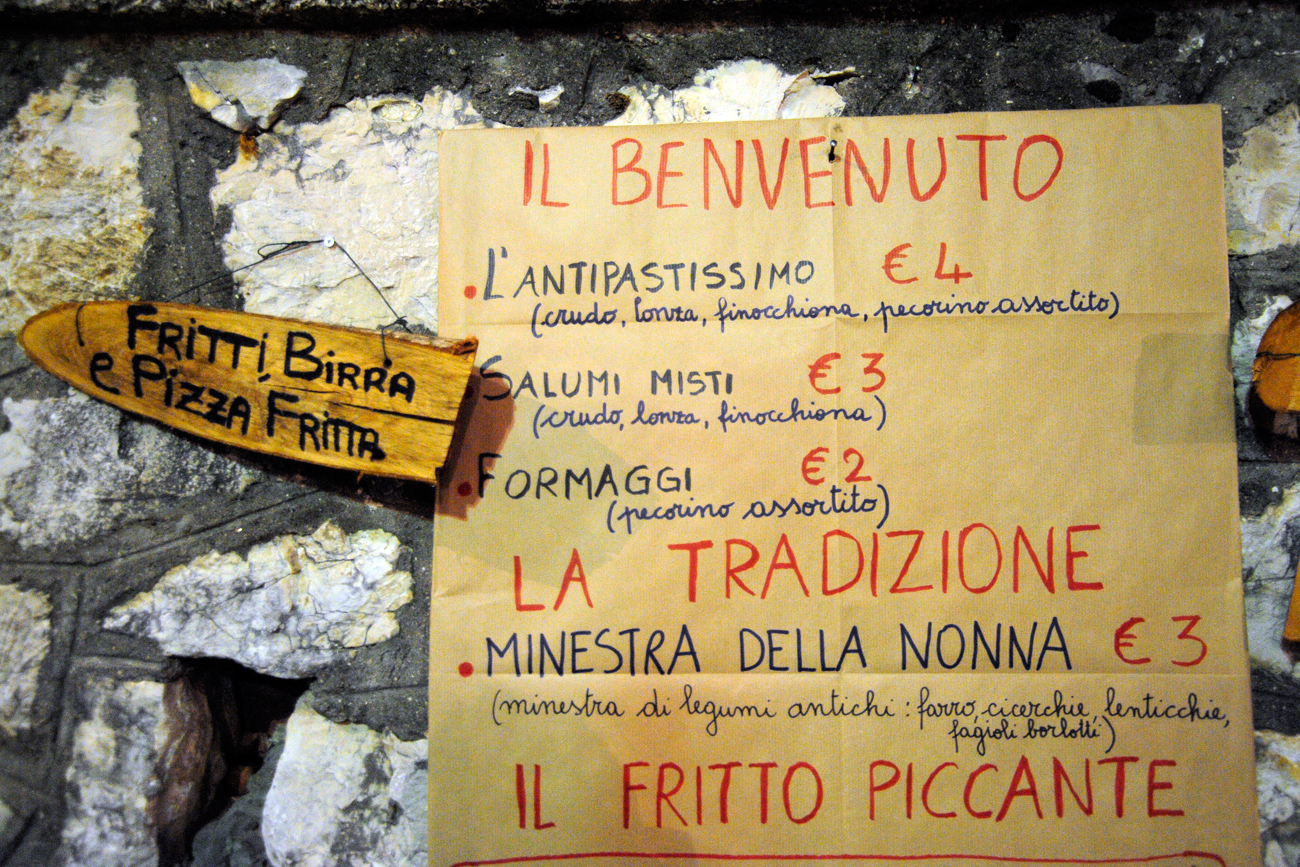 IL BENVENUTO
• L'ANTIPASTISSIMO € 4
(crudo, lonza, finocchiona, pecorino assortito)
• SALUMI MISTI € 3
(crudo, lonza, finocchiona)
• FORMAGGI € 2
(pecorino assortito)
LA TRADIZIONE
• MINESTRA DELLA NONNA € 3
(minestra di legumi antichi: farro, cicerchie, lenticchie,
fagioli borlotti)
IL FRITTO PICCANTE
FRITTI, BIRRA
e PIZZA FRITTA